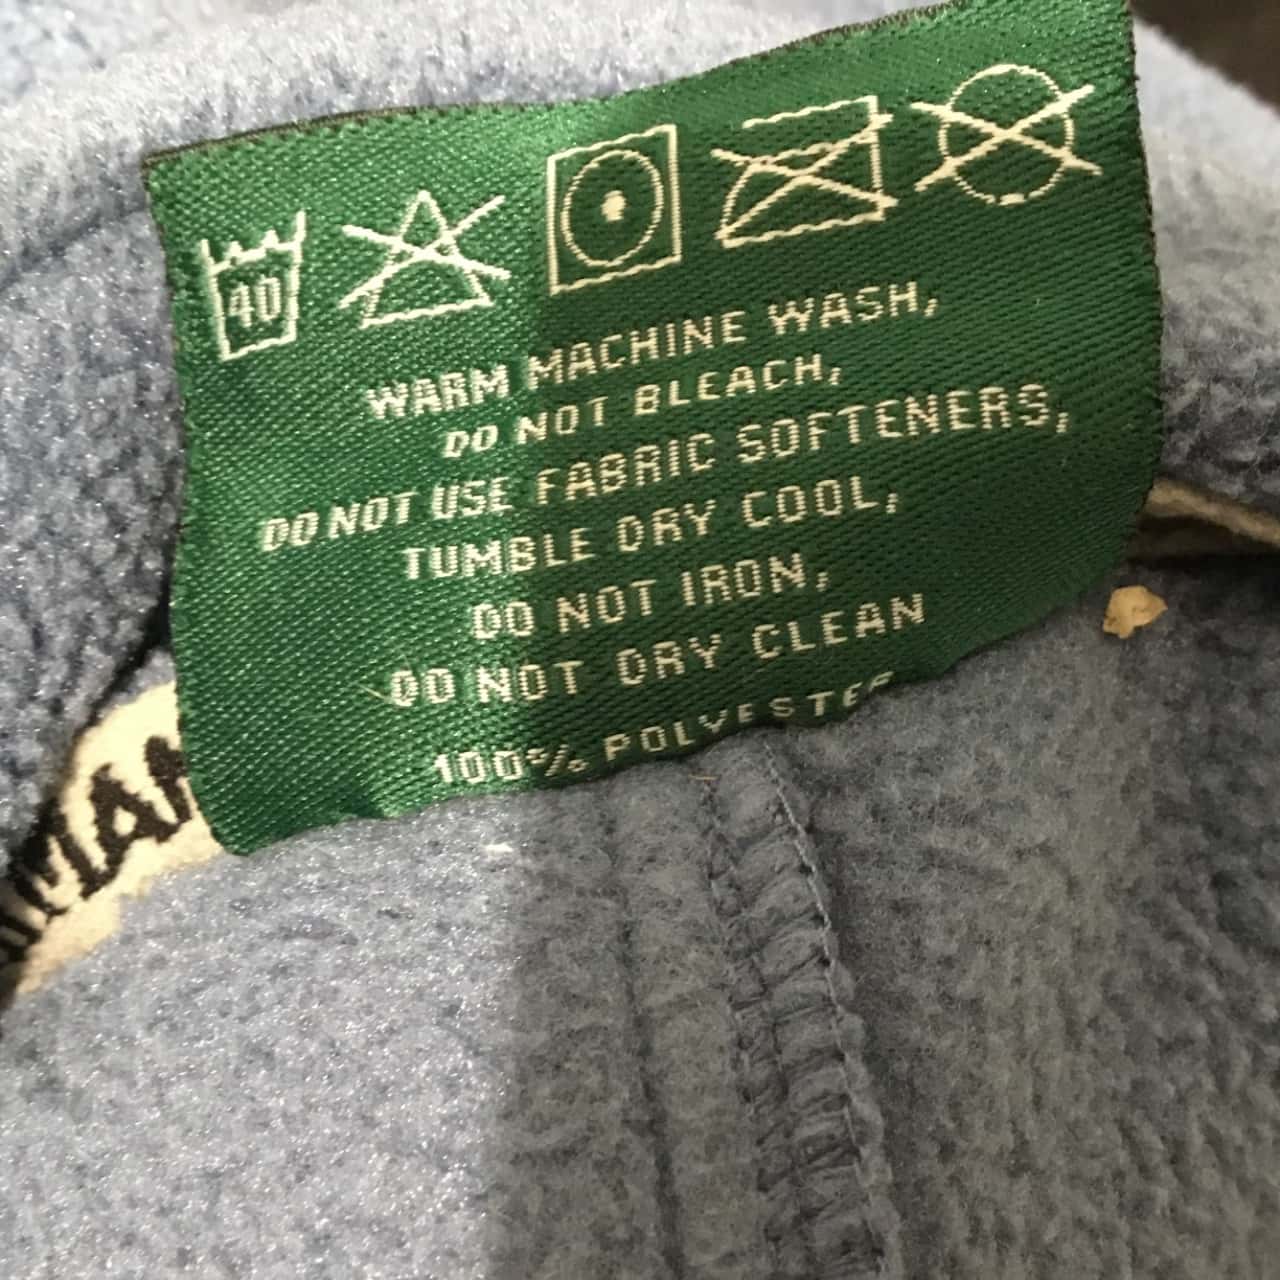 40
WARM MACHINE WASH,
DO NOT BLEACH,
DO NOT USE FABRIC SOFTENERS,
TUMBLE DRY COOL,
DO NOT IRON,
DO NOT DRY CLEAN
100% POLYESTER